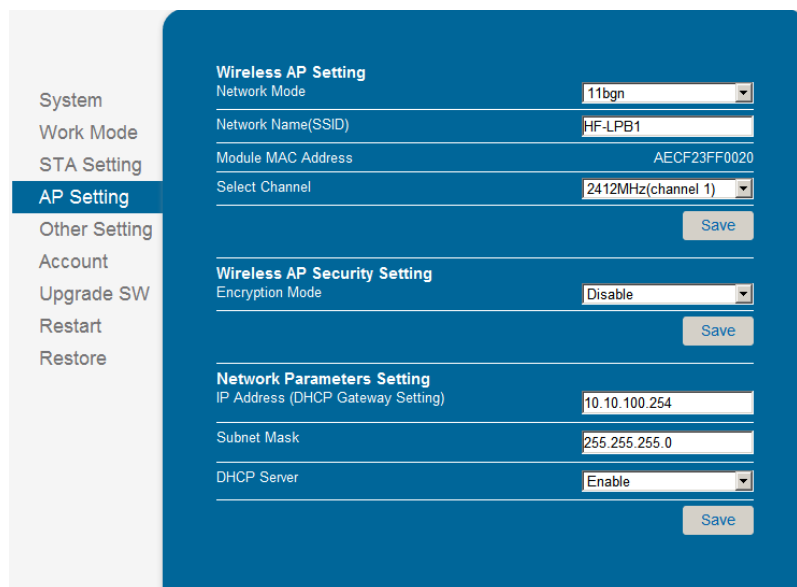 System
Work Mode
STA Setting
AP Setting
Other Setting
Account
Upgrade SW
Restart
Restore
Wireless AP Setting
Network Mode 11bgn
Network Name(SSID) HF-LPB1
Module MAC Address AECF23FF0020
Select Channel 2412MHz(channel 1)
Save
Wireless AP Security Setting
Encryption Mode Disable
Save
Network Parameters Setting
IP Address (DHCP Gateway Setting) 10.10.100.254
Subnet Mask 255.255.255.0
DHCP Server Enable
Save